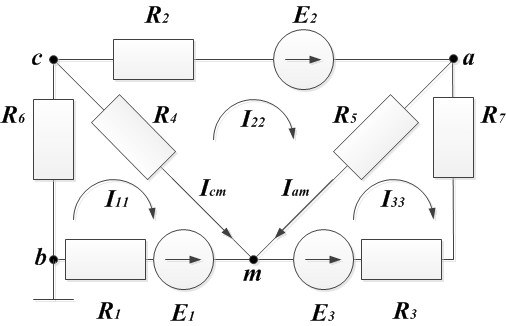 R2 E2
c a
R6 R4 R5 R7
I22
Icm Iam
I11 I33
b m
R1 E1 E3 R3